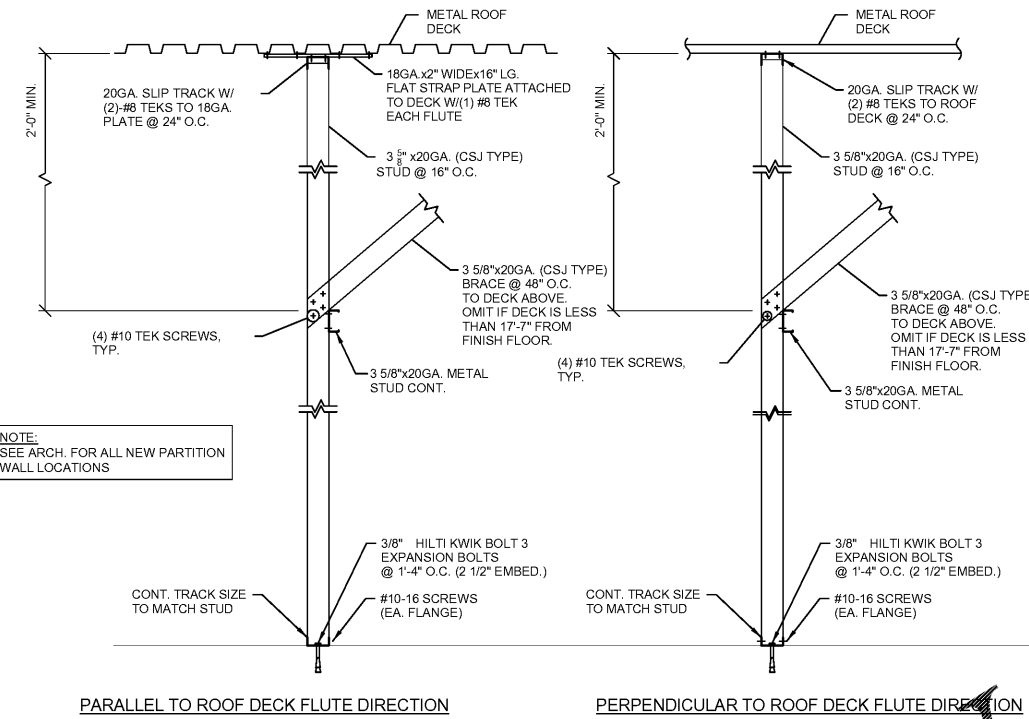 METAL ROOF
DECK
20GA. SLIP TRACK W/
(2)-#8 TEKS TO 18GA.
PLATE @ 24" O.C.
18GA.x2" WIDEx16" LG.
FLAT STRAP PLATE ATTACHED
TO DECK W/(1) #8 TEK
EACH FLUTE
2'-0" MIN.
3 5/8" x20GA. (CSJ TYPE)
STUD @ 16" O.C.
3 5/8"x20GA. (CSJ TYPE)
BRACE @ 48" O.C.
TO DECK ABOVE.
OMIT IF DECK IS LESS
THAN 17'-7" FROM
FINISH FLOOR.
(4) #10 TEK SCREWS,
TYP.
3 5/8"x20GA. METAL
STUD CONT.
NOTE:
SEE ARCH. FOR ALL NEW PARTITION
WALL LOCATIONS
3/8" HILTI KWIK BOLT 3
EXPANSION BOLTS
@ 1'-4" O.C. (2 1/2" EMBED.)
CONT. TRACK SIZE
TO MATCH STUD
#10-16 SCREWS
(EA. FLANGE)
PARALLEL TO ROOF DECK FLUTE DIRECTION
METAL ROOF
DECK
2'-0" MIN.
20GA. SLIP TRACK W/
(2) #8 TEKS TO ROOF
DECK @ 24" O.C.
3 5/8"x20GA. (CSJ TYPE)
STUD @ 16" O.C.
3 5/8"x20GA. (CSJ TYPE
BRACE @ 48" O.C.
TO DECK ABOVE.
OMIT IF DECK IS LESS
THAN 17'-7" FROM
FINISH FLOOR.
(4) #10 TEK SCREWS,
TYP.
3 5/8"x20GA. METAL
STUD CONT.
3/8" HILTI KWIK BOLT 3
EXPANSION BOLTS
@ 1'-4" O.C. (2 1/2" EMBED.)
CONT. TRACK SIZE
TO MATCH STUD
#10-16 SCREWS
(EA. FLANGE)
PERPENDICULAR TO ROOF DECK FLUTE DIRECTION